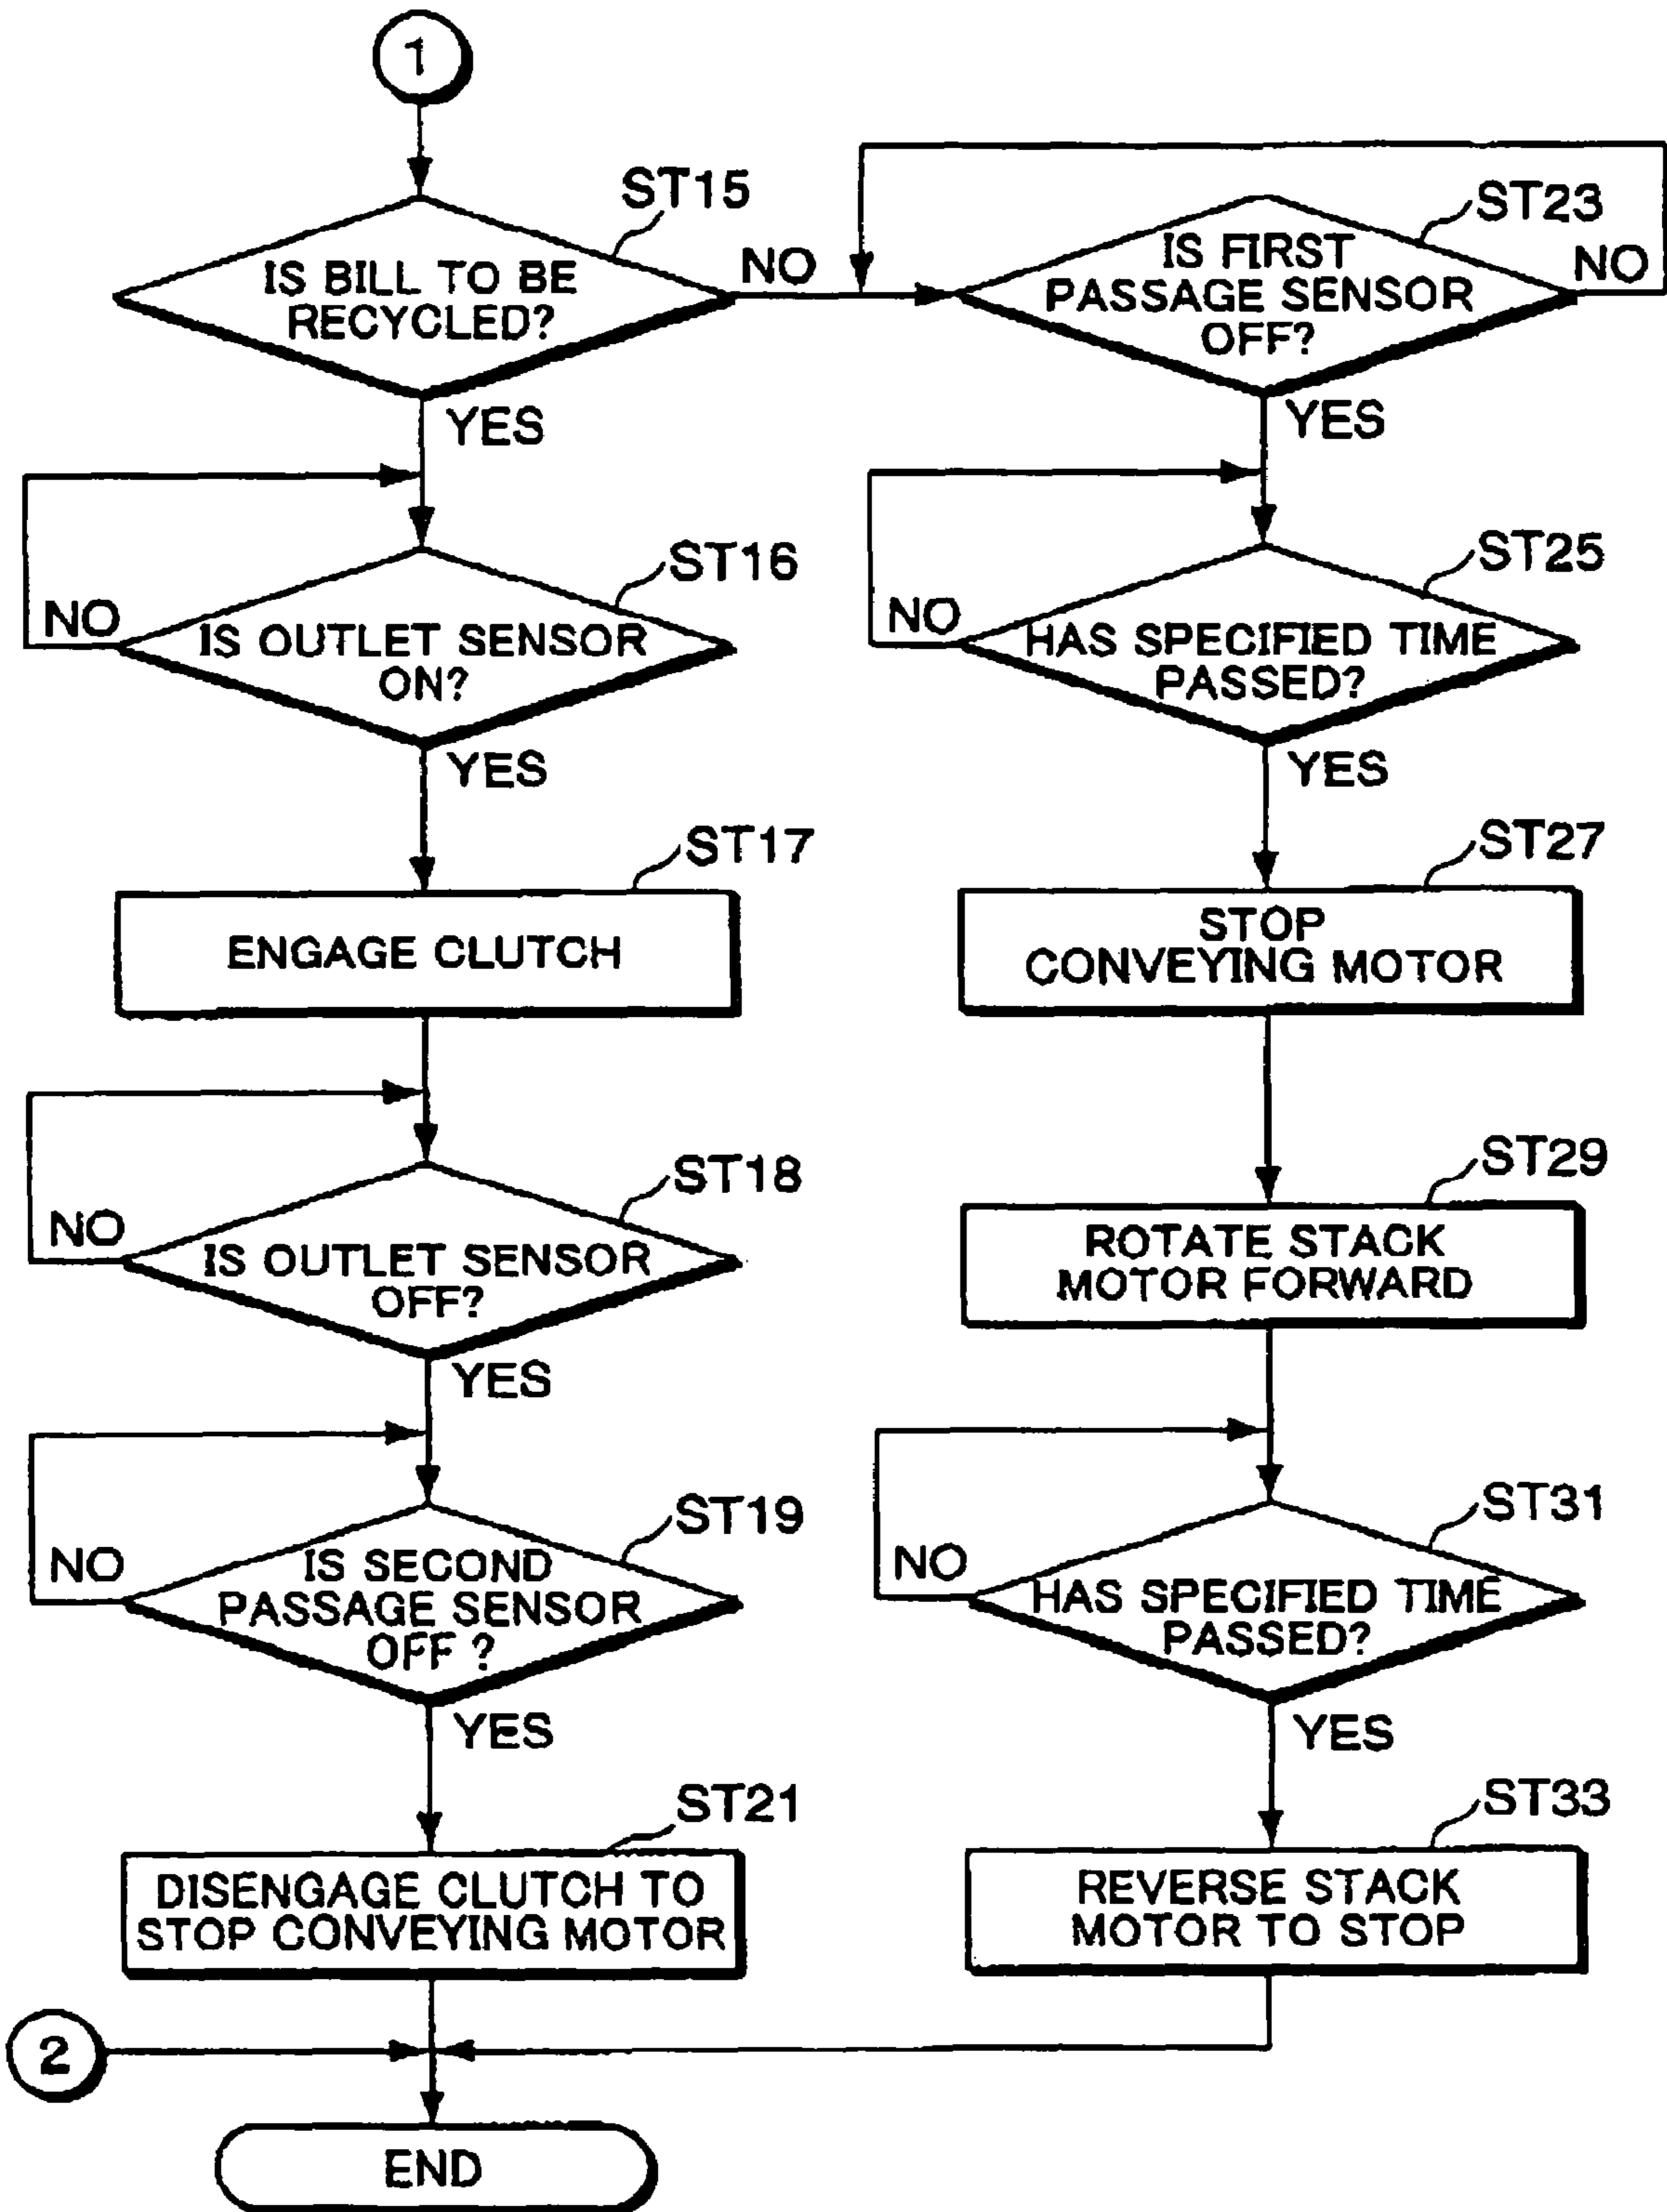 1
ST15
IS BILL TO BE
RECYCLED?
NO
YES
ST16
IS OUTLET SENSOR
ON?
NO
YES
ST17
ENGAGE CLUTCH
ST18
IS OUTLET SENSOR
OFF?
NO
YES
ST19
IS SECOND
PASSAGE SENSOR
OFF ?
NO
YES
ST21
DISENGAGE CLUTCH TO
STOP CONVEYING MOTOR
ST23
IS FIRST
PASSAGE SENSOR
OFF?
NO
YES
ST25
HAS SPECIFIED TIME
PASSED?
NO
YES
ST27
STOP
CONVEYING MOTOR
ST29
ROTATE STACK
MOTOR FORWARD
ST31
HAS SPECIFIED TIME
PASSED?
NO
YES
ST33
REVERSE STACK
MOTOR TO STOP
2
END